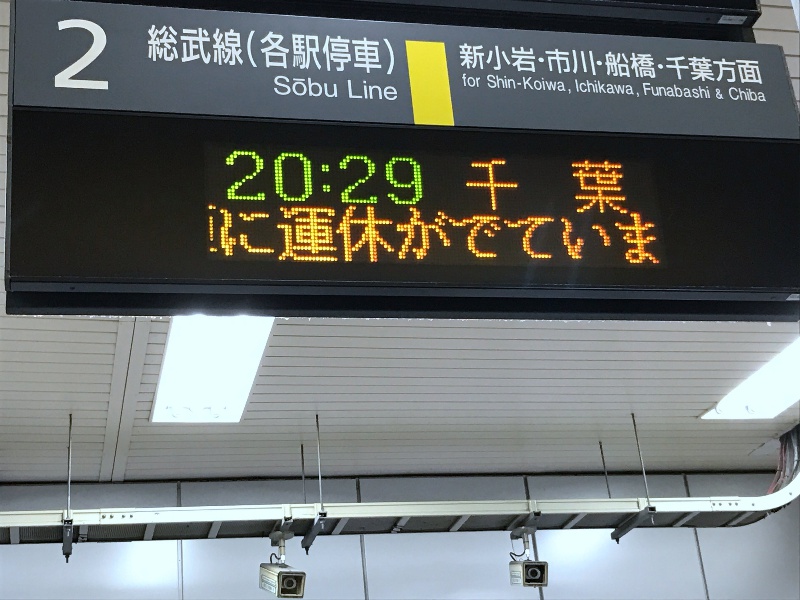 2 総武線(各駅停車) 新小岩・市川・船橋・千葉方面
Sōbu Line for Shin-Koiwa, Ichikawa, Funabashi & Chiba
20:29 千 葉
に運休がでていま